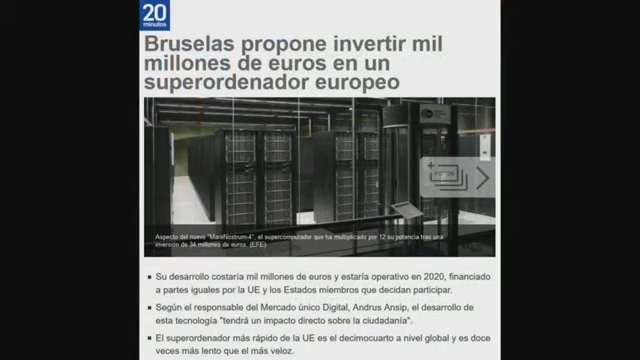 20
minutos
Bruselas propone invertir mil
millones de euros en un
superordenador europeo
FOTOS
Aspecto del nuevo "MareNostrum 4", el supercomputador que ha multiplicado por 12 su potencia tras una
inversión de 34 millones de euros. (EFE)
Su desarrollo costaría mil millones de euros y estaría operativo en 2020, financiado
a partes iguales por la UE y los Estados miembros que decidan participar.
Según el responsable del Mercado único Digital, Andrus Ansip, el desarrollo de
esta tecnología "tendrá un impacto directo sobre la ciudadanía".
El superordenador más rápido de la UE es el decimocuarto a nivel global y es doce
veces más lento que el más veloz.